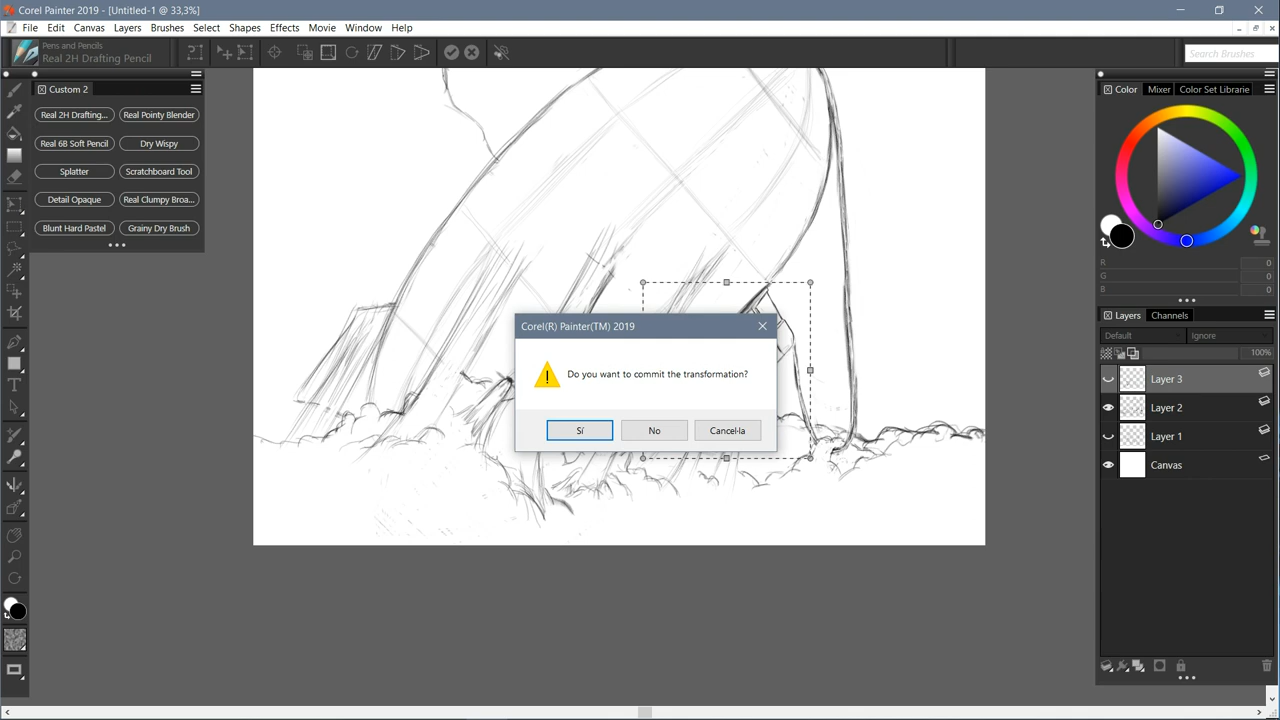 Corel Painter 2019 - [Untitled-1 @ 33,3%]
File Edit Canvas Layers Brushes Select Shapes Effects Movie Window Help
Pens and Pencils
Real 2H Drafting Pencil
Search Brushes
Custom 2
Real 2H Drafting... Real Pointy Blender
Real 6B Soft Pencil Dry Wispy
Splatter Scratchboard Tool
Detail Opaque Real Clumpy Broa...
Blunt Hard Pastel Grainy Dry Brush
Color Mixer Color Set Librarie
R 0
G 0
B 0
Layers Channels
Default Ignore
100%
Layer 3
Layer 2
Layer 1
Canvas
Corel(R) Painter(TM) 2019
Do you want to commit the transformation?
Sí No Cancel·la